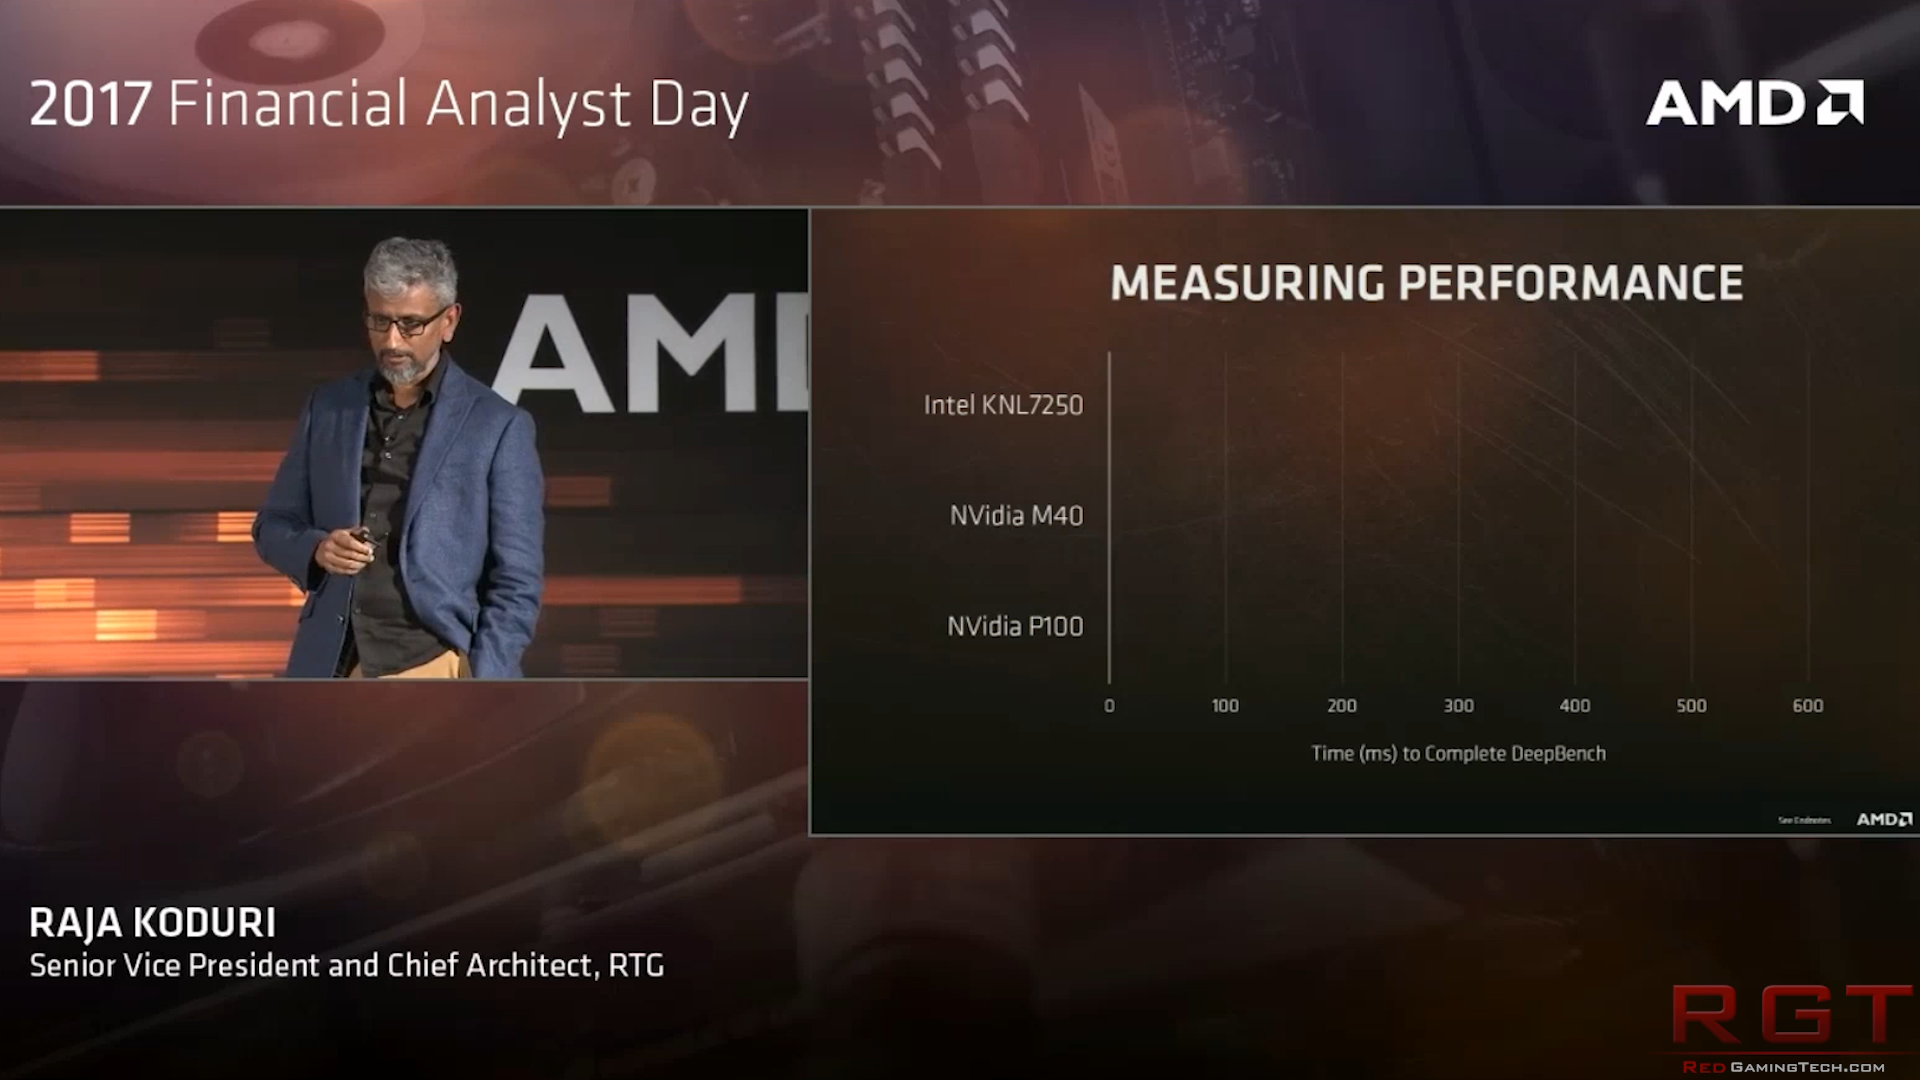 2017 Financial Analyst Day
AMD
AMD
MEASURING PERFORMANCE
Intel KNL7250
NVidia M40
NVidia P100
0 100 200 300 400 500 600
Time (ms) to Complete DeepBench
See Endnotes
AMD
RAJA KODURI
Senior Vice President and Chief Architect, RTG
RGT
REDGAMINGTECH.COM